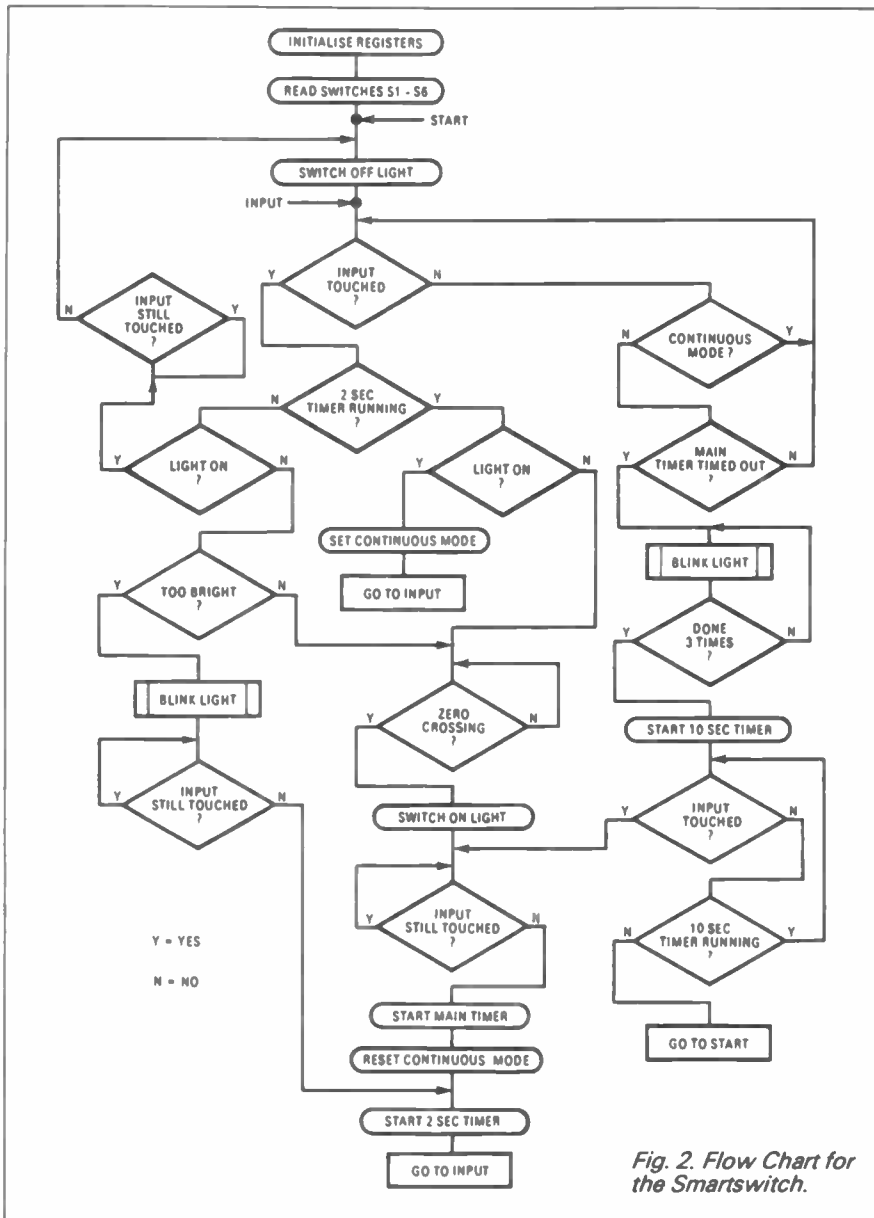 INITIALISE REGISTERS
READ SWITCHES S1 - S6
START
SWITCH OFF LIGHT
INPUT
Y
INPUT
TOUCHED
?
N
N
INPUT
STILL
TOUCHED
?
Y
N
CONTINUOUS
MODE ?
Y
N
2 SEC
TIMER RUNNING
?
Y
Y
LIGHT ON
?
N
Y
LIGHT ON
?
N
Y
MAIN
TIMER TIMED OUT
?
N
SET CONTINUOUS MODE
GO TO INPUT
BLINK LIGHT
Y
TOO BRIGHT
?
N
Y
DONE
3 TIMES
?
N
BLINK LIGHT
Y
ZERO
CROSSING
?
N
START 10 SEC TIMER
Y
INPUT
STILL TOUCHED
?
N
SWITCH ON LIGHT
Y
INPUT
TOUCHED
?
N
Y
INPUT
STILL TOUCHED
?
N
N
10 SEC
TIMER RUNNING
?
Y
Y = YES
N = NO
START MAIN TIMER
GO TO START
RESET CONTINUOUS MODE
START 2 SEC TIMER
GO TO INPUT
Fig. 2. Flow Chart for
the Smartswitch.